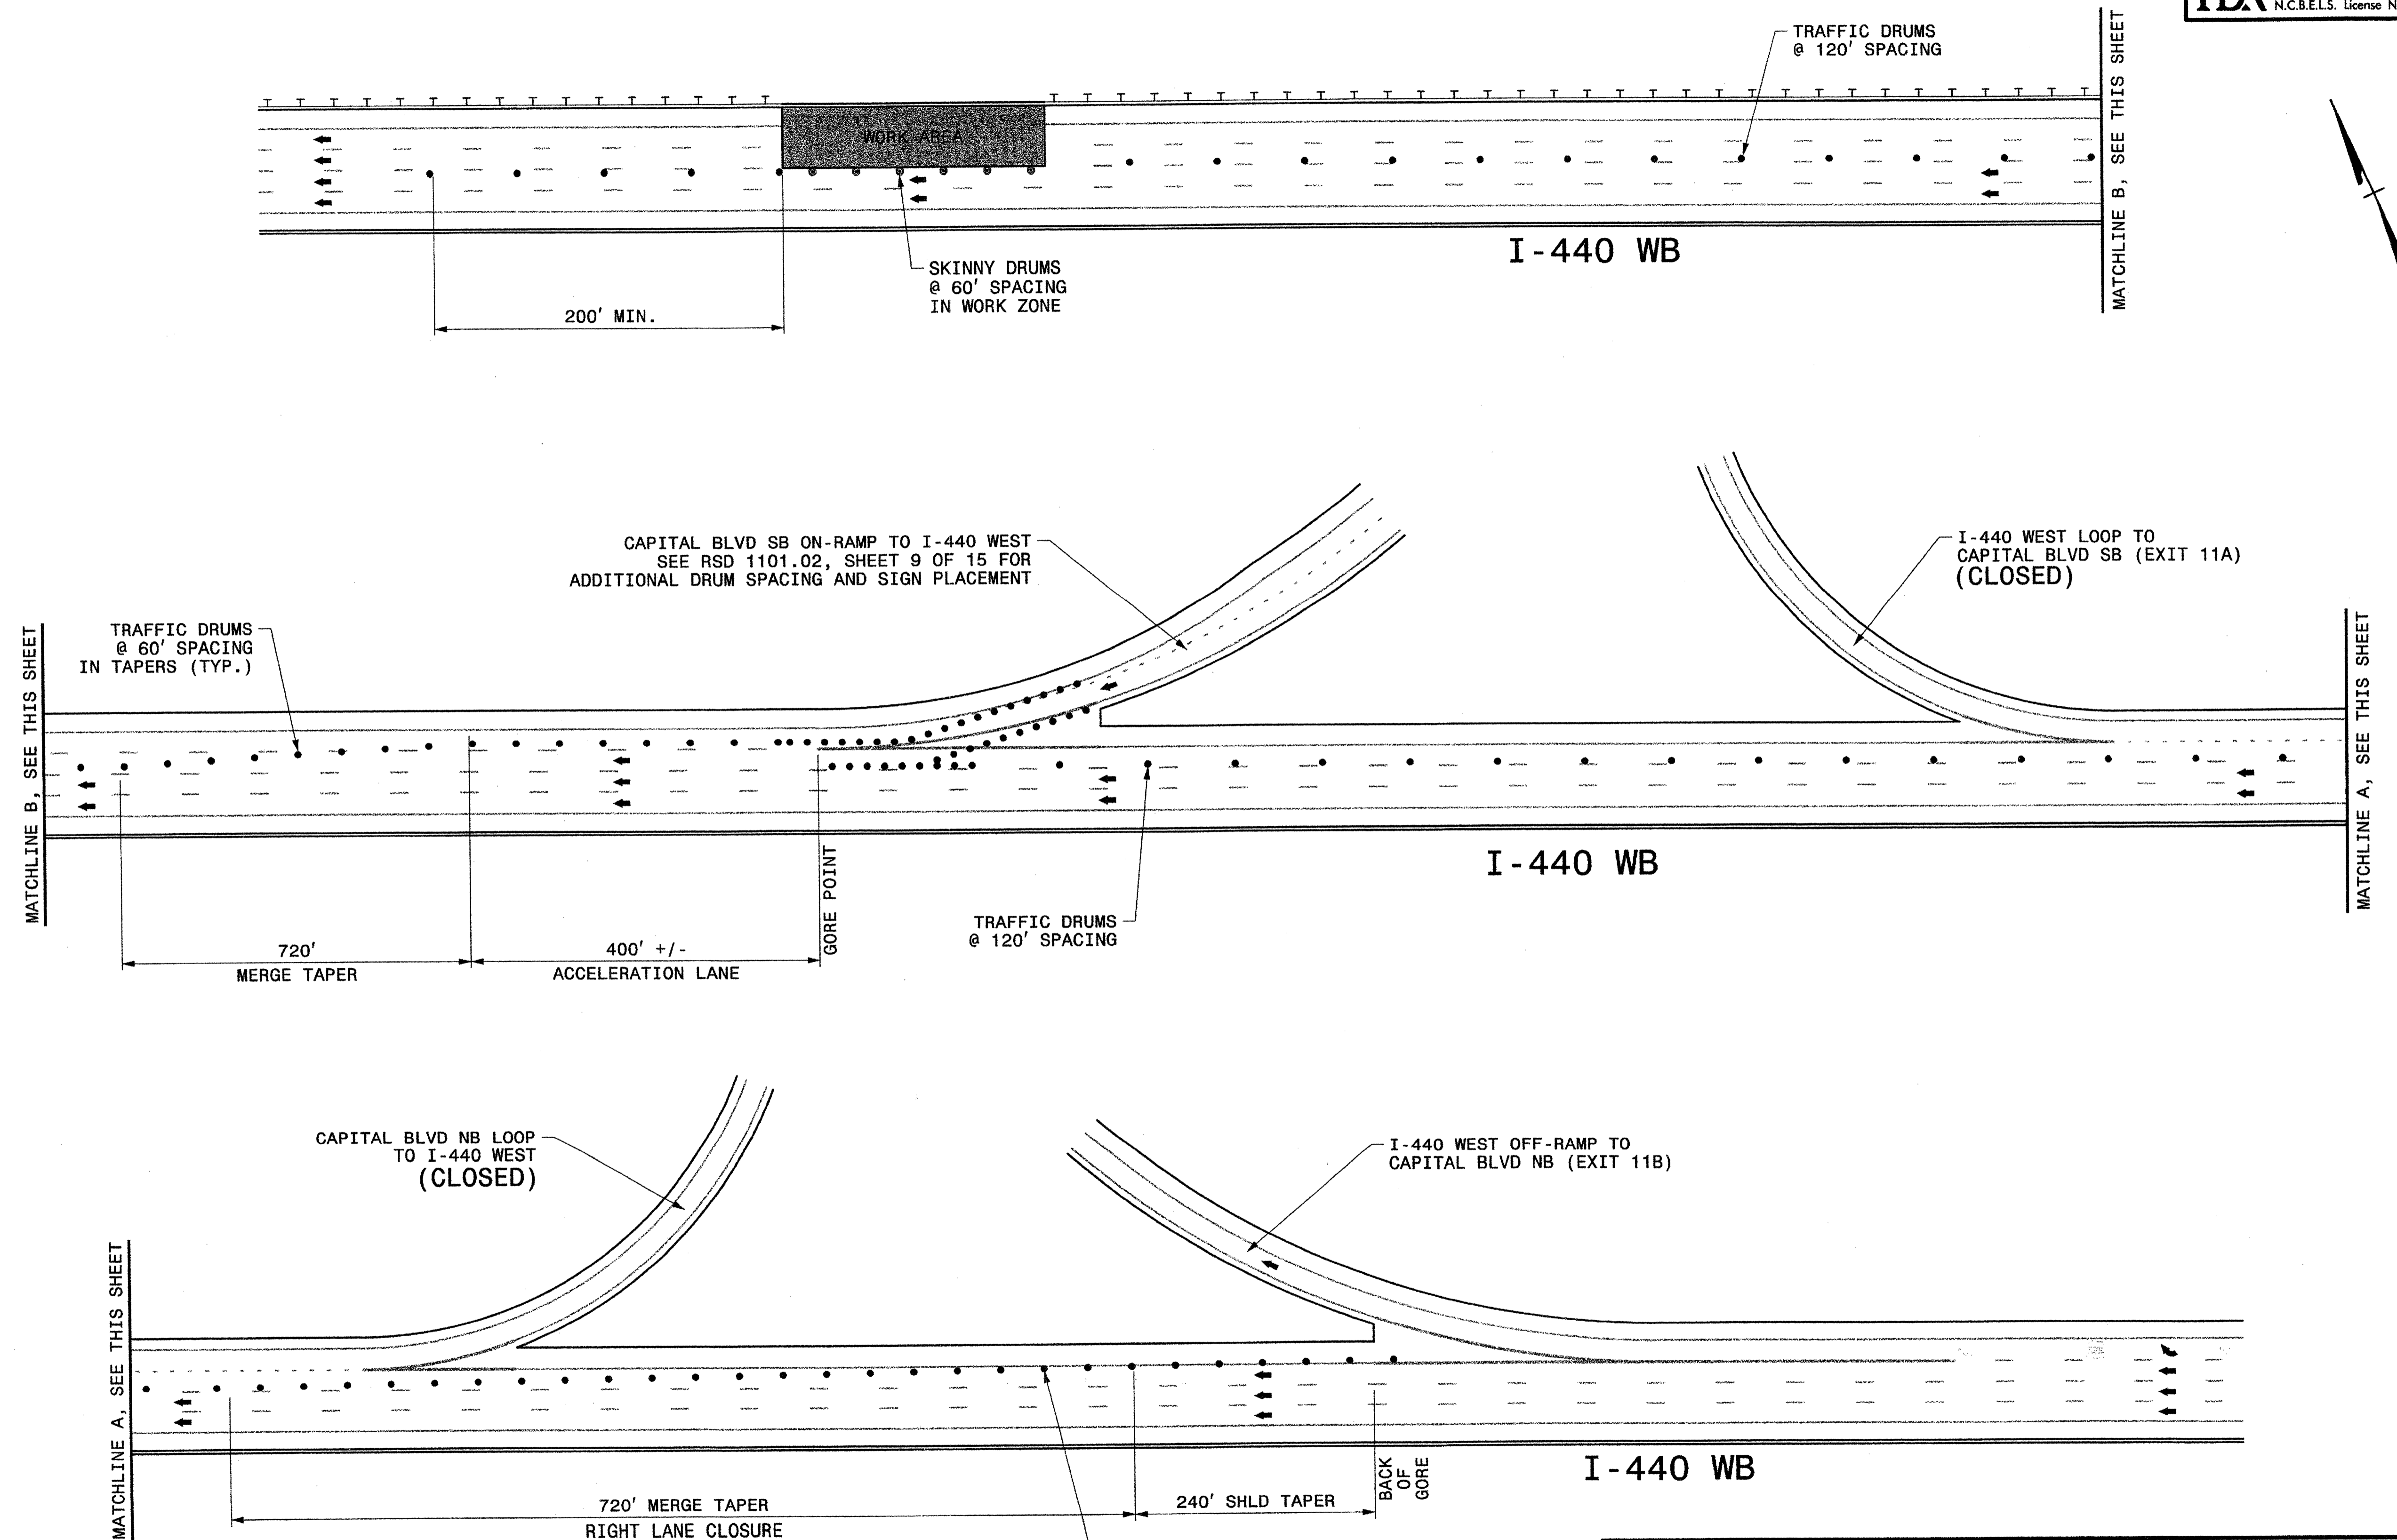 N.C.B.E.L.S. License
TRAFFIC DRUMS
@ 120' SPACING
MATCHLINE B, SEE THIS SHEET
T T T T T T T T T T T T T T T T
T T T T T T T T T T T T T T T T T T T T T T T T T T T T T T T T
WORK AREA
I-440 WB
SKINNY DRUMS
@ 60' SPACING
IN WORK ZONE
200' MIN.
CAPITAL BLVD SB ON-RAMP TO I-440 WEST
SEE RSD 1101.02, SHEET 9 OF 15 FOR
ADDITIONAL DRUM SPACING AND SIGN PLACEMENT
I-440 WEST LOOP TO
CAPITAL BLVD SB (EXIT 11A)
(CLOSED)
TRAFFIC DRUMS
@ 60' SPACING
IN TAPERS (TYP.)
MATCHLINE B, SEE THIS SHEET
MATCHLINE A, SEE THIS SHEET
I-440 WB
GORE POINT
TRAFFIC DRUMS
@ 120' SPACING
720'
MERGE TAPER
400' +/-
ACCELERATION LANE
CAPITAL BLVD NB LOOP
TO I-440 WEST
(CLOSED)
I-440 WEST OFF-RAMP TO
CAPITAL BLVD NB (EXIT 11B)
MATCHLINE A, SEE THIS SHEET
I-440 WB
BACK
OF
GORE
720' MERGE TAPER
RIGHT LANE CLOSURE
240' SHLD TAPER